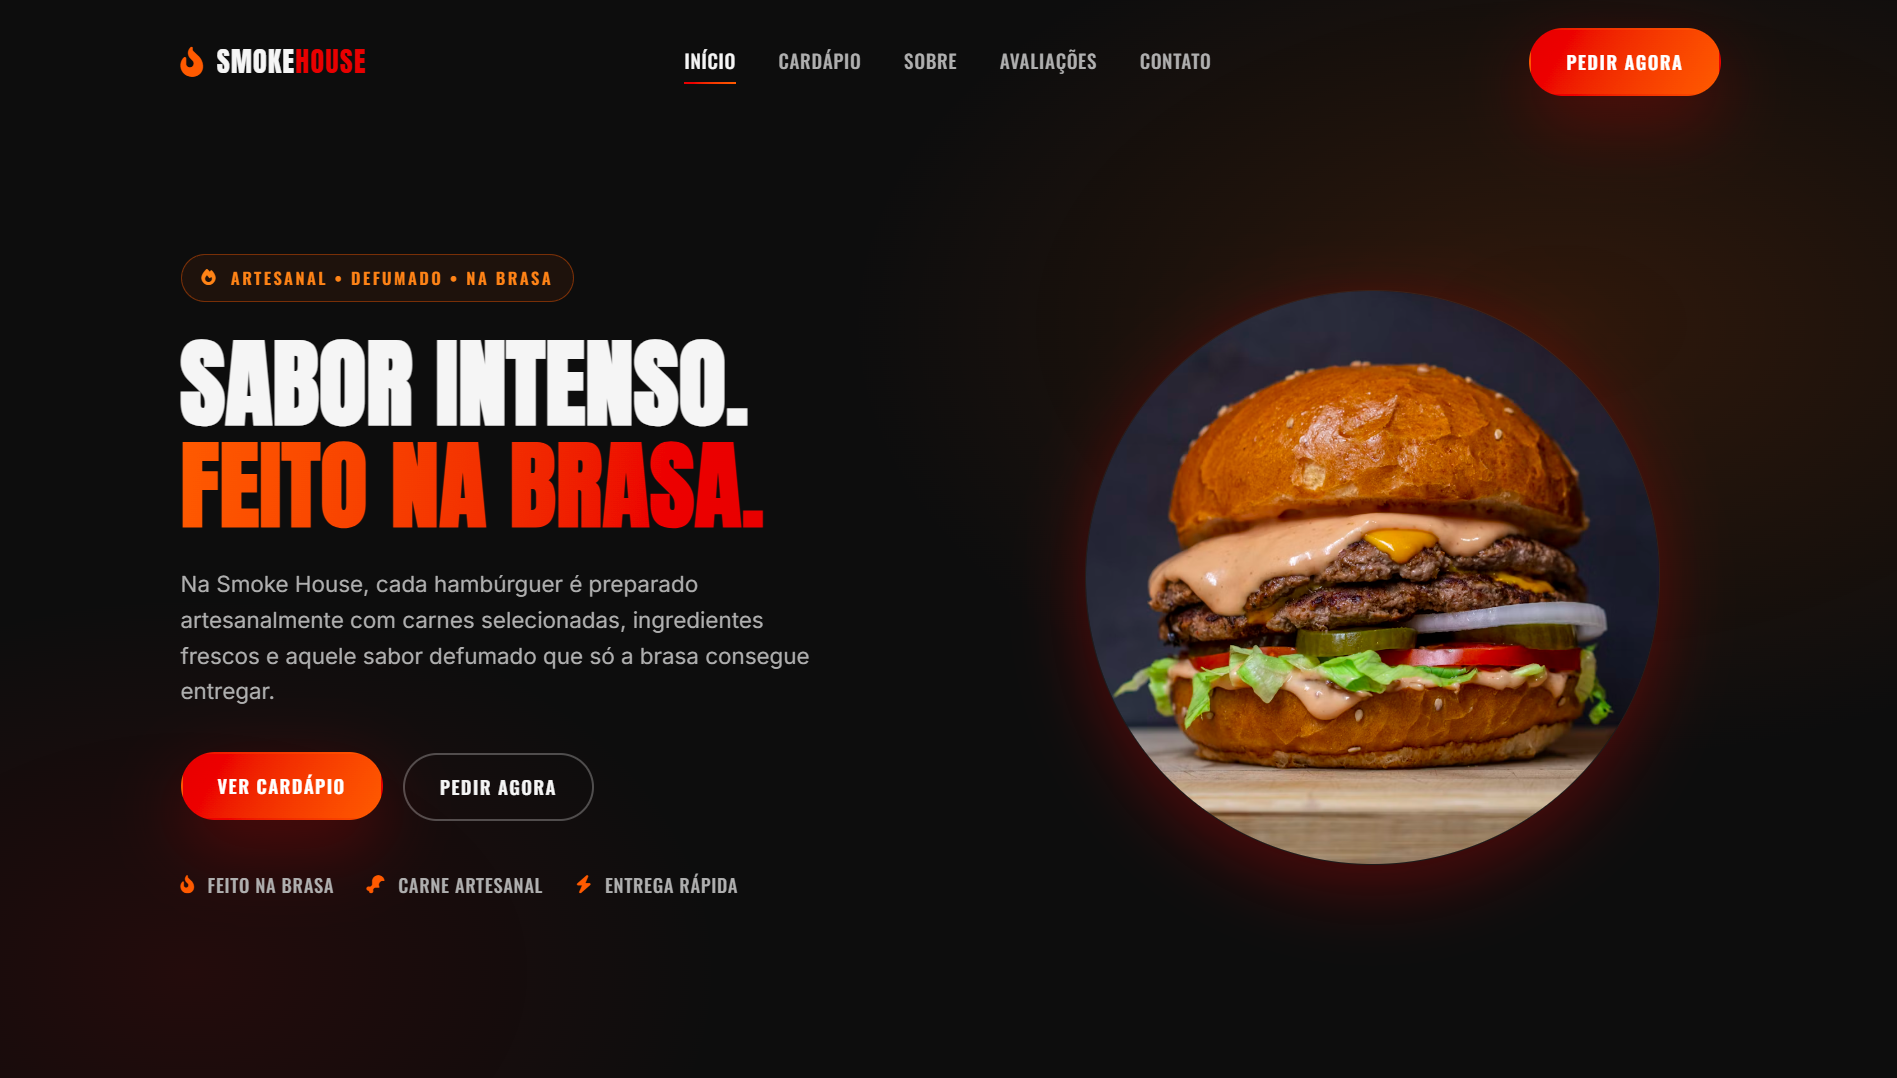 SMOKEHOUSE
INÍCIO
CARDÁPIO
SOBRE
AVALIAÇÕES
CONTATO
PEDIR AGORA
ARTESANAL • DEFUMADO • NA BRASA
SABOR INTENSO.
FEITO NA BRASA.
Na Smoke House, cada hambúrguer é preparado
artesanalmente com carnes selecionadas, ingredientes
frescos e aquele sabor defumado que só a brasa consegue
entregar.
VER CARDÁPIO
PEDIR AGORA
FEITO NA BRASA
CARNE ARTESANAL
ENTREGA RÁPIDA